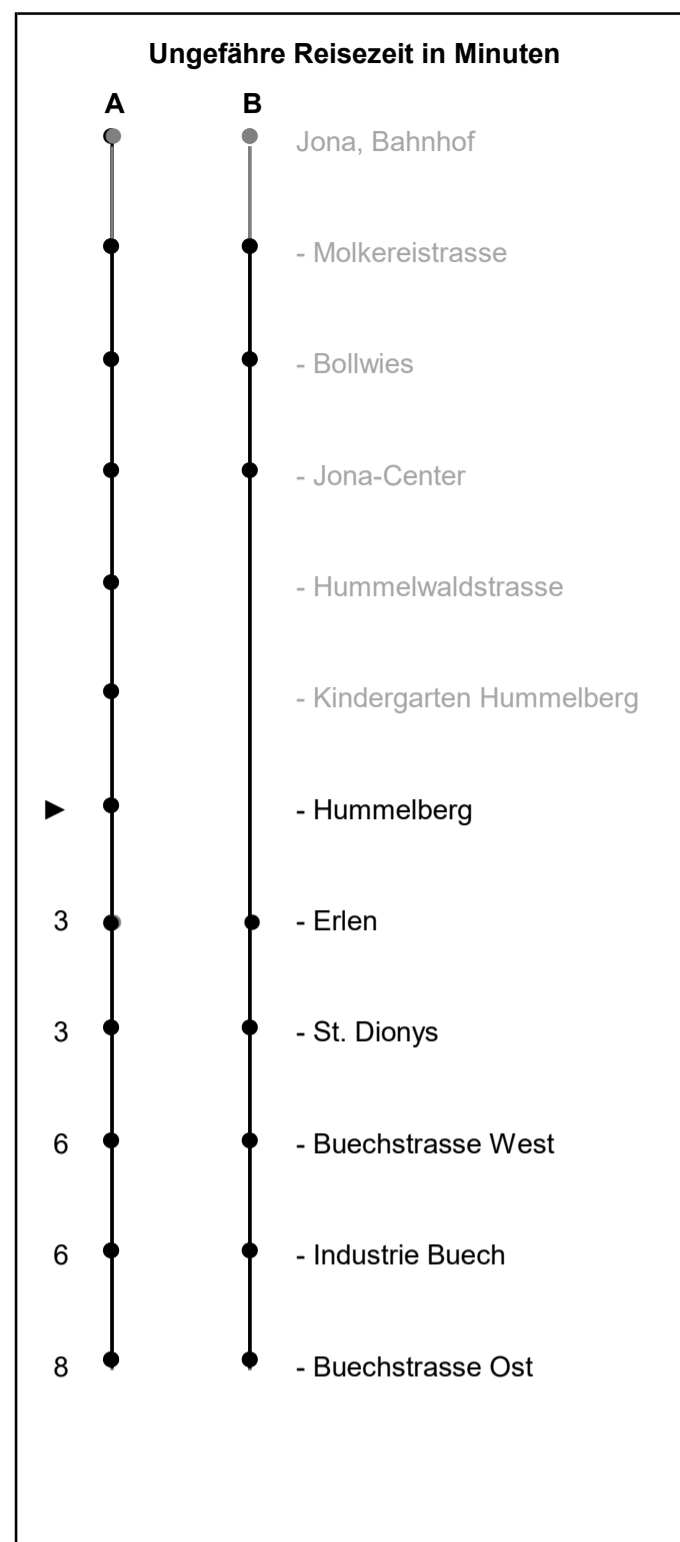 Ungefähre Reisezeit in Minuten
A B
Jona, Bahnhof
- Molkereistrasse
- Bollwies
- Jona-Center
- Hummelwaldstrasse
- Kindergarten Hummelberg
► - Hummelberg
3 - Erlen
3 - St. Dionys
6 - Buechstrasse West
6 - Industrie Buech
8 - Buechstrasse Ost